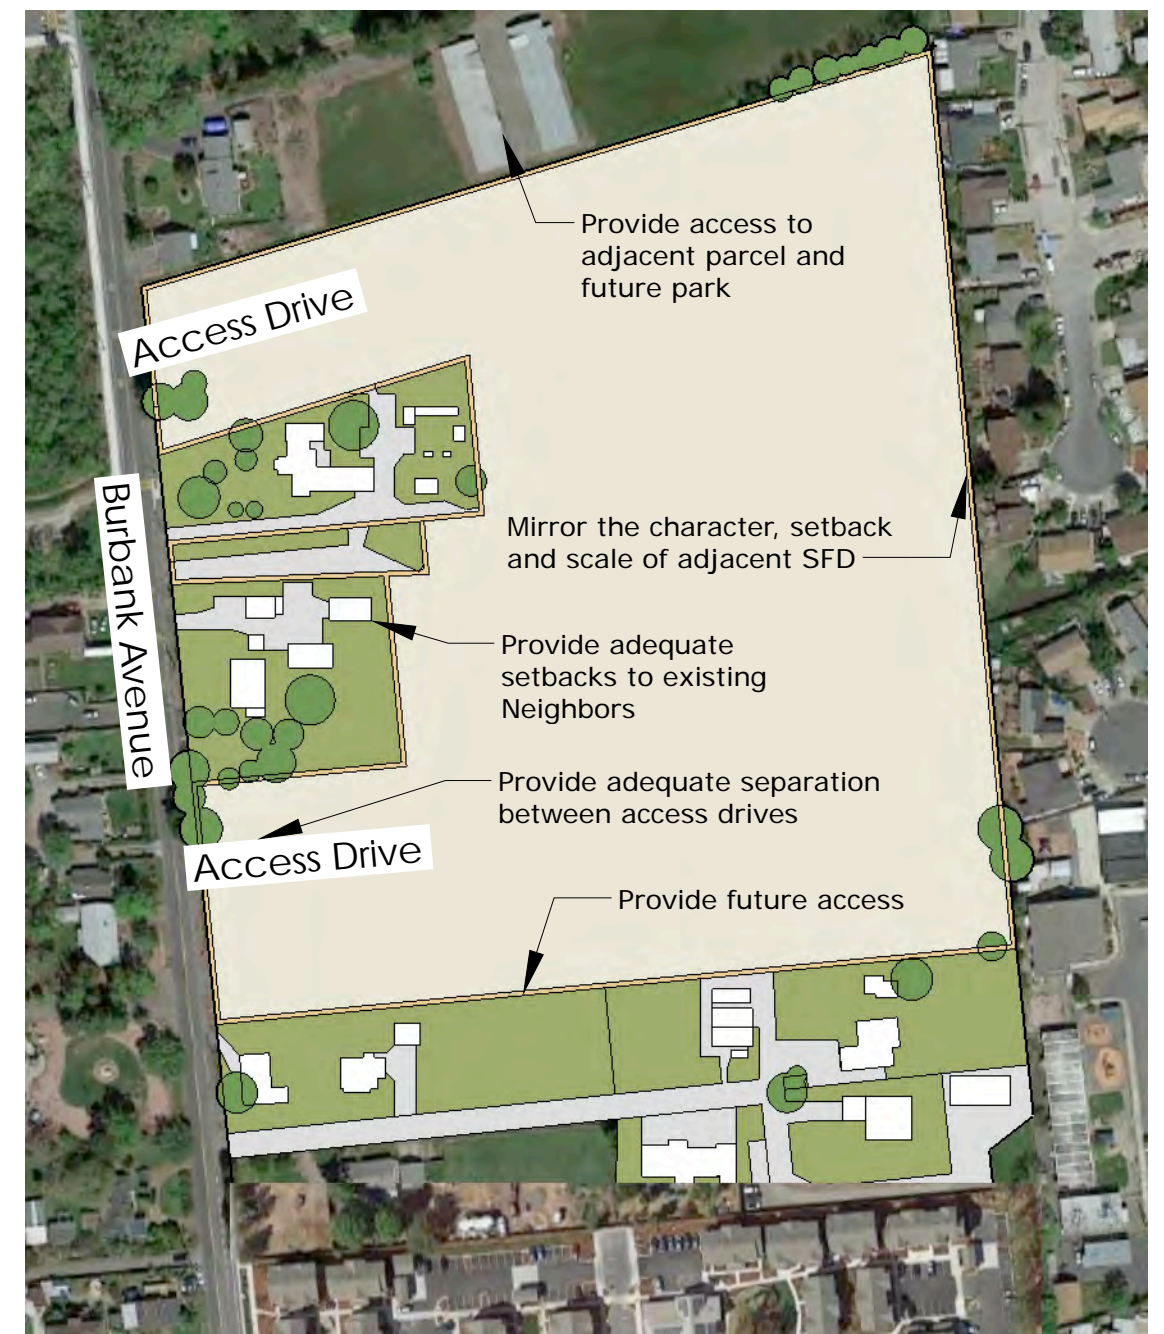 Provide access to
adjacent parcel and
future park
Access Drive
Burbank Avenue
Mirror the character, setback
and scale of adjacent SFD
Provide adequate
setbacks to existing
Neighbors
Provide adequate separation
between access drives
Access Drive
Provide future access